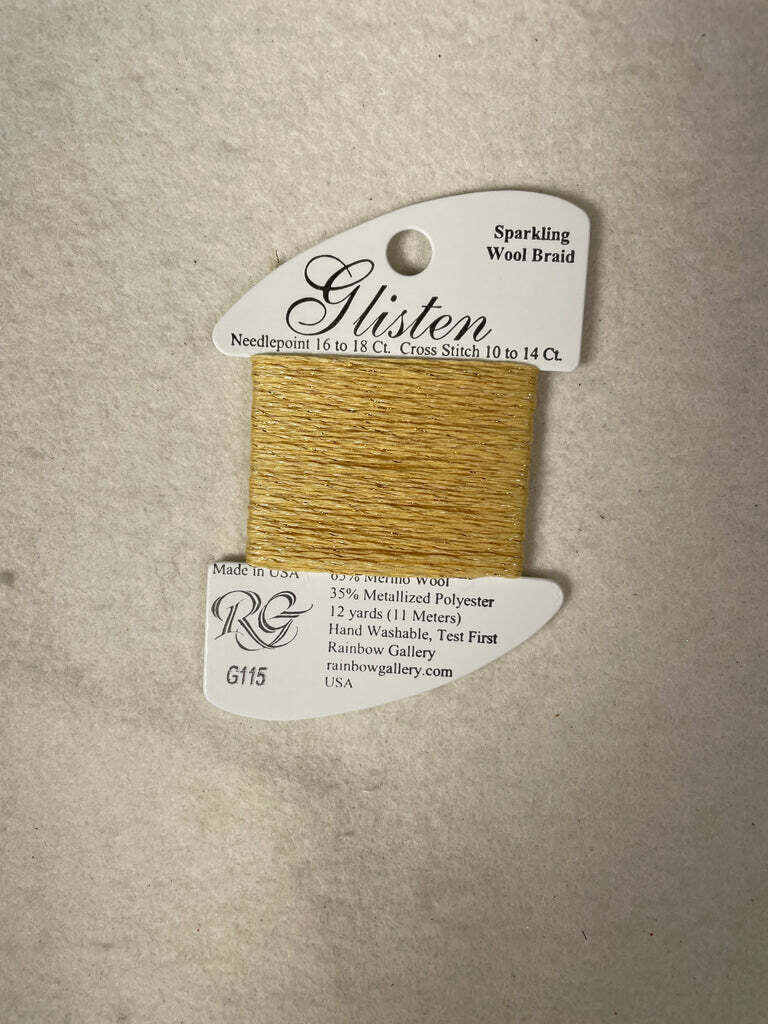 Sparkling
Wool Braid
Glisten
Needlepoint 16 to 18 Ct. Cross Stitch 10 to 14 Ct.
Made in USA
65% Merino Wool
35% Metallized Polyester
12 yards (11 Meters)
Hand Washable, Test First
Rainbow Gallery
rainbowgallery.com
USA
RG
G115